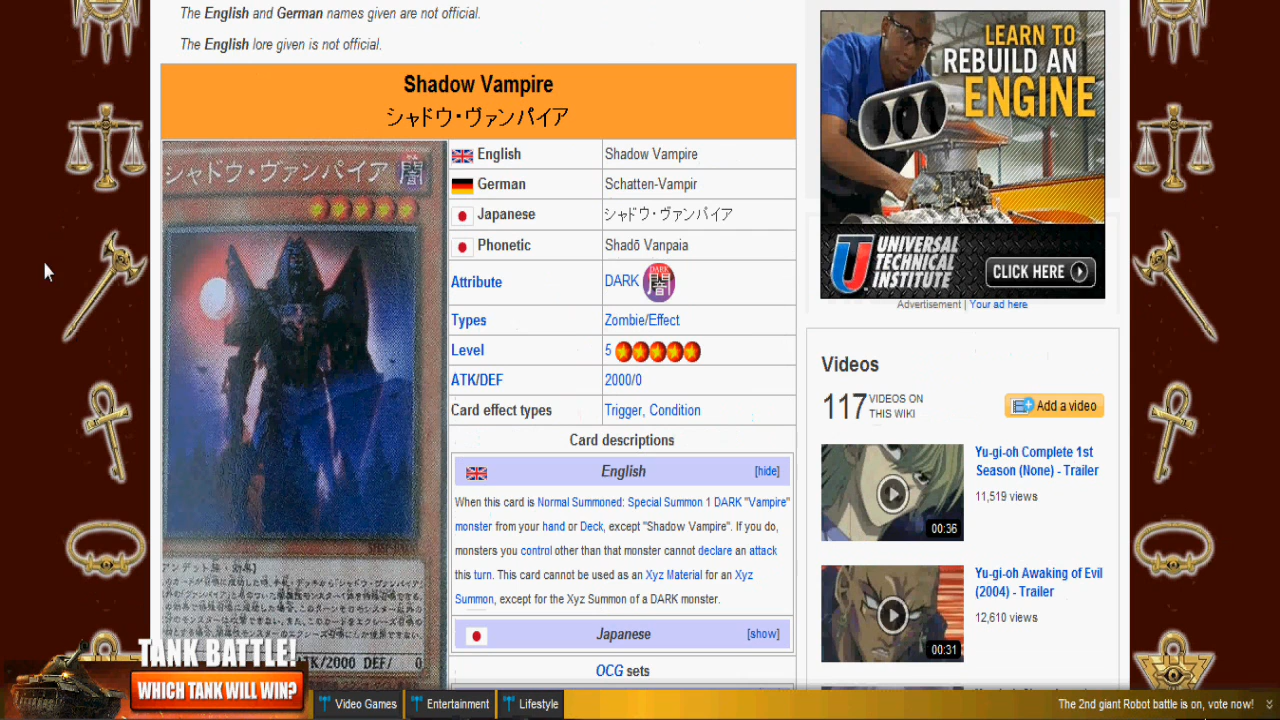 The English and German names given are not official.
The English lore given is not official.
Shadow Vampire
シャドウ・ヴァンパイア
シャドウ・ヴァンパイア 闇
English Shadow Vampire
German Schatten-Vampir
Japanese シャドウ・ヴァンパイア
Phonetic Shadō Vanpaia
Attribute DARK DARK 闇
Types Zombie/Effect
Level 5
ATK/DEF 2000/0
Card effect types Trigger, Condition
Card descriptions
English [hide]
When this card is Normal Summoned: Special Summon 1 DARK "Vampire"
monster from your hand or Deck, except "Shadow Vampire". If you do,
monsters you control other than that monster cannot declare an attack
this turn. This card cannot be used as an Xyz Material for an Xyz
Summon, except for the Xyz Summon of a DARK monster.
Japanese [show]
OCG sets
ATK/2000 DEF/ 0
LEARN TO
REBUILD AN
ENGINE
UNIVERSAL
TECHNICAL
INSTITUTE
CLICK HERE
Advertisement | Your ad here
Videos
117 VIDEOS ON
THIS WIKI
Add a video
Yu-gi-oh Complete 1st
Season (None) - Trailer
11,519 views
00:36
Yu-gi-oh Awaking of Evil
(2004) - Trailer
12,610 views
00:31
TANK BATTLE!
WHICH TANK WILL WIN?
Video Games
Entertainment
Lifestyle
The 2nd giant Robot battle is on, vote now!